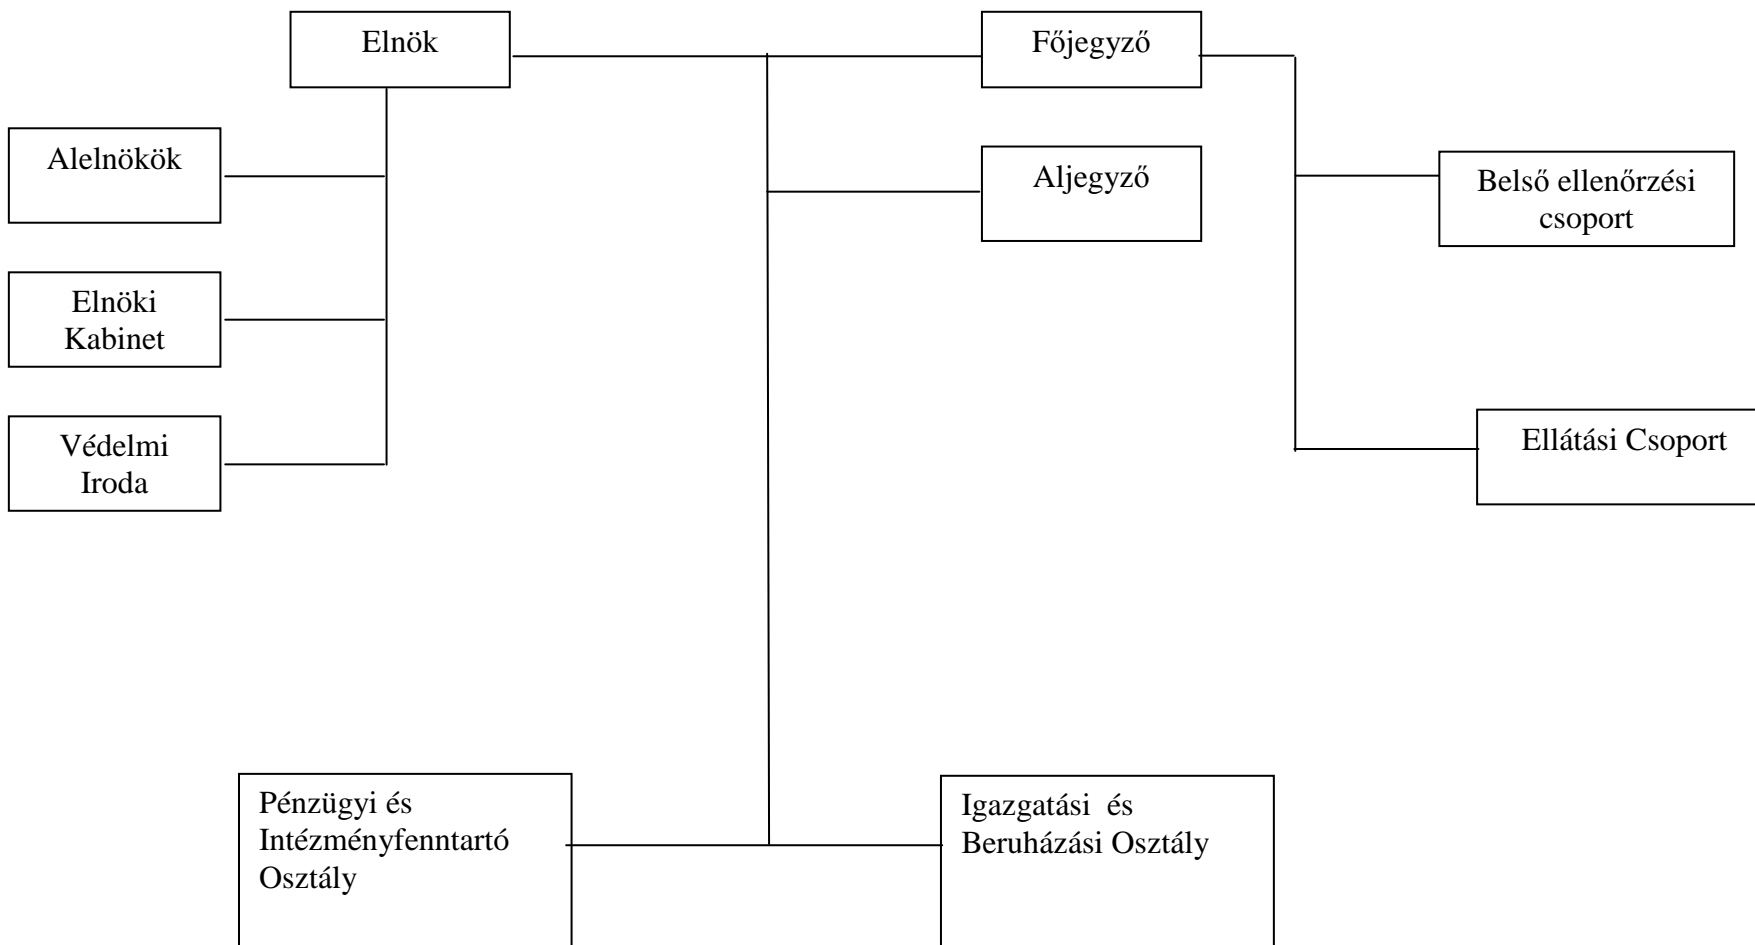 Elnök
Főjegyző
Alelnökök
Aljegyző
Belső ellenőrzési
csoport
Elnöki
Kabinet
Védelmi
Iroda
Ellátási Csoport
Pénzügyi és
Intézményfenntartó
Osztály
Igazgatási  és
Beruházási Osztály